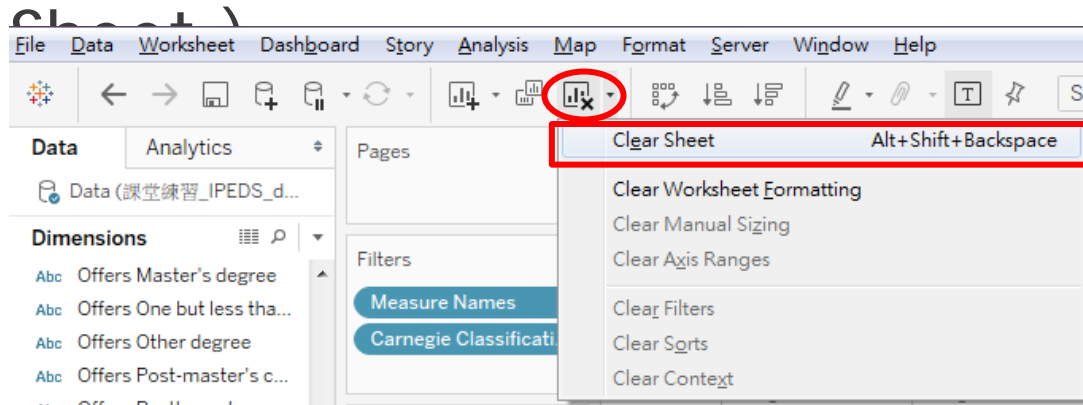 Sheet )
File Data Worksheet Dashboard Story Analysis Map Format Server Window Help
T S
Data Analytics Pages
Clear Sheet Alt+Shift+Backspace
Data (課堂練習_IPEDS_d...
Clear Worksheet Formatting
Clear Manual Sizing
Dimensions
Filters
Clear Axis Ranges
Abc Offers Master's degree
Measure Names
Abc Offers One but less tha...
Clear Filters
Carnegie Classificati
Abc Offers Other degree
Clear Sorts
Abc Offers Post-master's c...
Clear Context